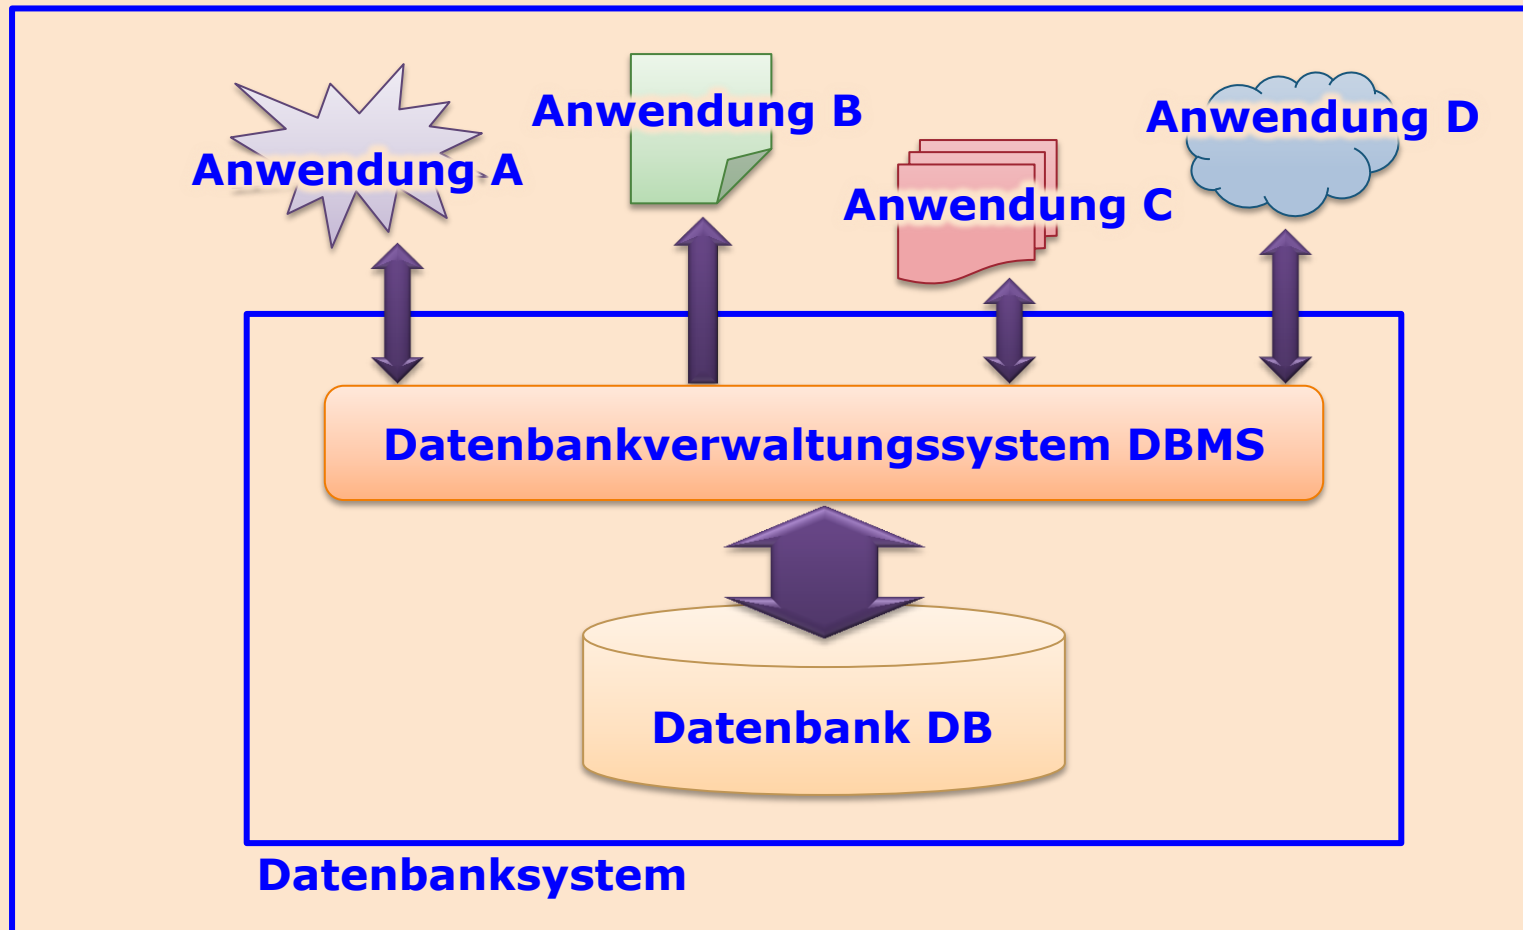 Anwendung A
Anwendung B
Anwendung C
Anwendung D
Datenbankverwaltungssystem DBMS
Datenbank DB
Datenbanksystem